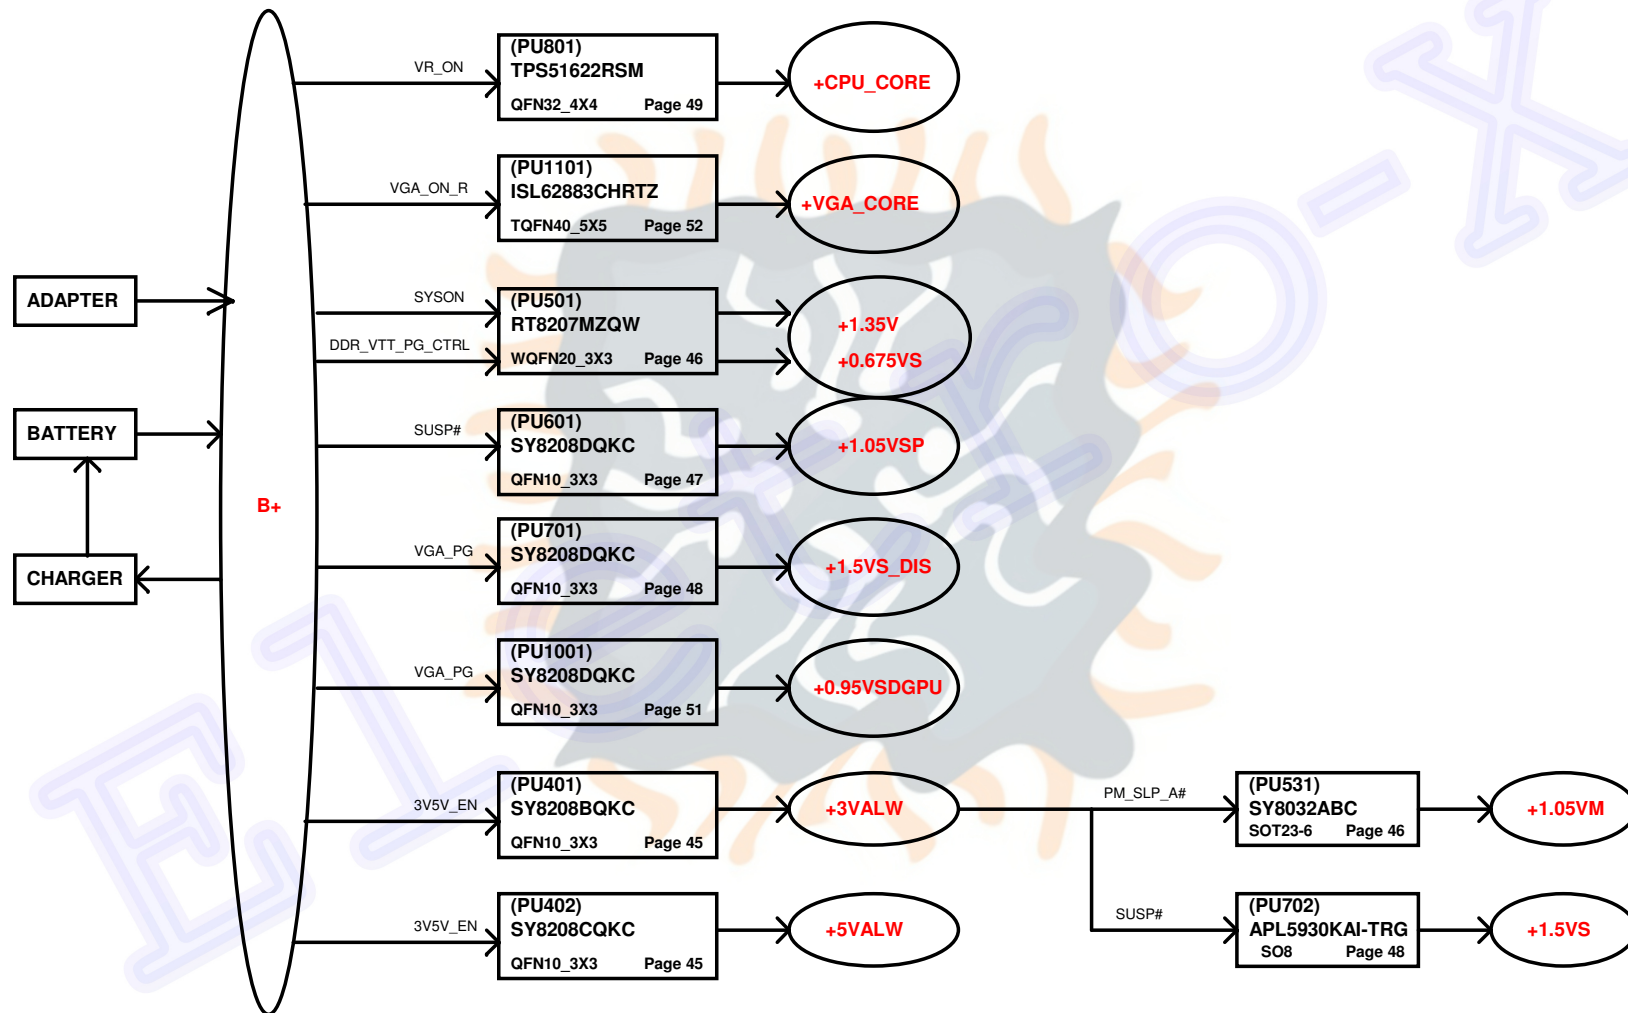 ADAPTER
BATTERY
CHARGER
B+
VR_ON
(PU801)
TPS51622RSM
QFN32_4X4 Page 49
+CPU_CORE
VGA_ON_R
(PU1101)
ISL62883CHRTZ
TQFN40_5X5 Page 52
+VGA_CORE
SYSON
DDR_VTT_PG_CTRL
(PU501)
RT8207MZQW
WQFN20_3X3 Page 46
+1.35V
+0.675VS
SUSP#
(PU601)
SY8208DQKC
QFN10_3X3 Page 47
+1.05VSP
VGA_PG
(PU701)
SY8208DQKC
QFN10_3X3 Page 48
+1.5VS_DIS
VGA_PG
(PU1001)
SY8208DQKC
QFN10_3X3 Page 51
+0.95VSDGPU
3V5V_EN
(PU401)
SY8208BQKC
QFN10_3X3 Page 45
+3VALW
PM_SLP_A#
(PU531)
SY8032ABC
SOT23-6 Page 46
+1.05VM
3V5V_EN
(PU402)
SY8208CQKC
QFN10_3X3 Page 45
+5VALW
SUSP#
(PU702)
APL5930KAI-TRG
SO8 Page 48
+1.5VS